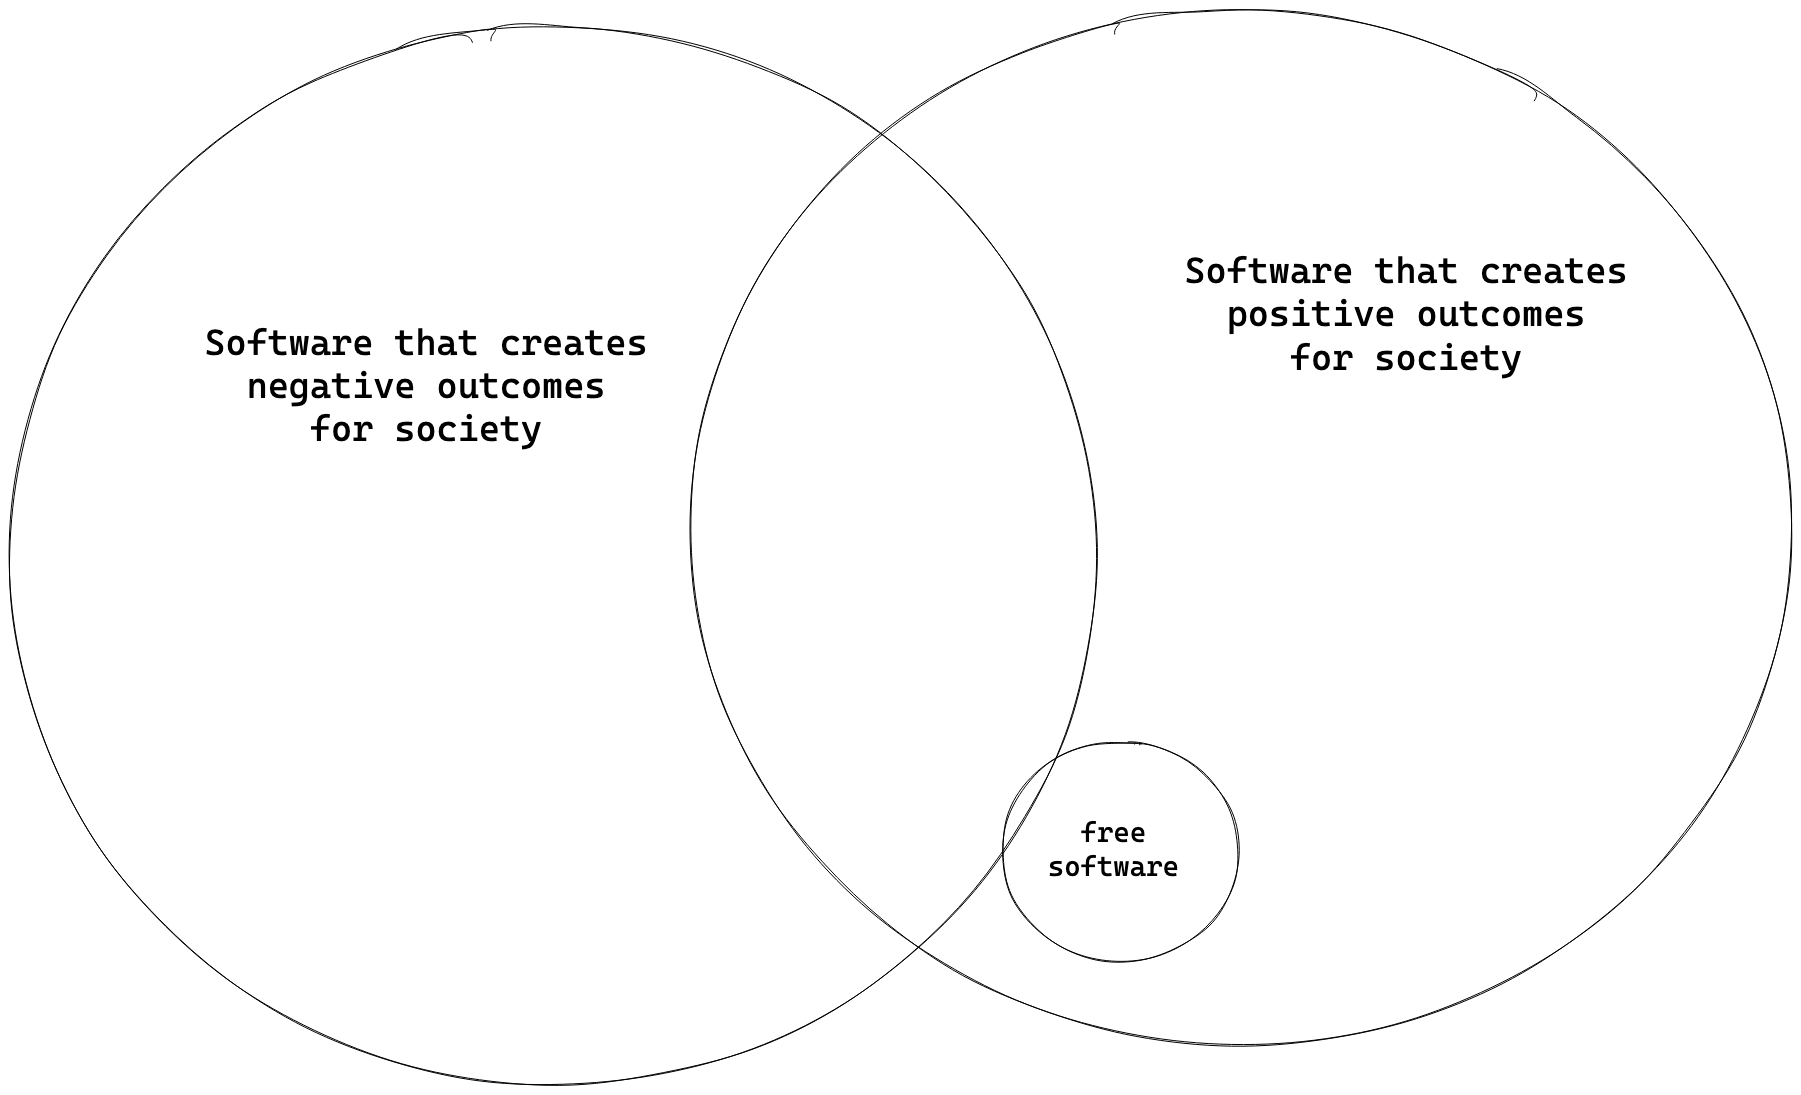 Software that creates
negative outcomes
for society
Software that creates
positive outcomes
for society
free
software